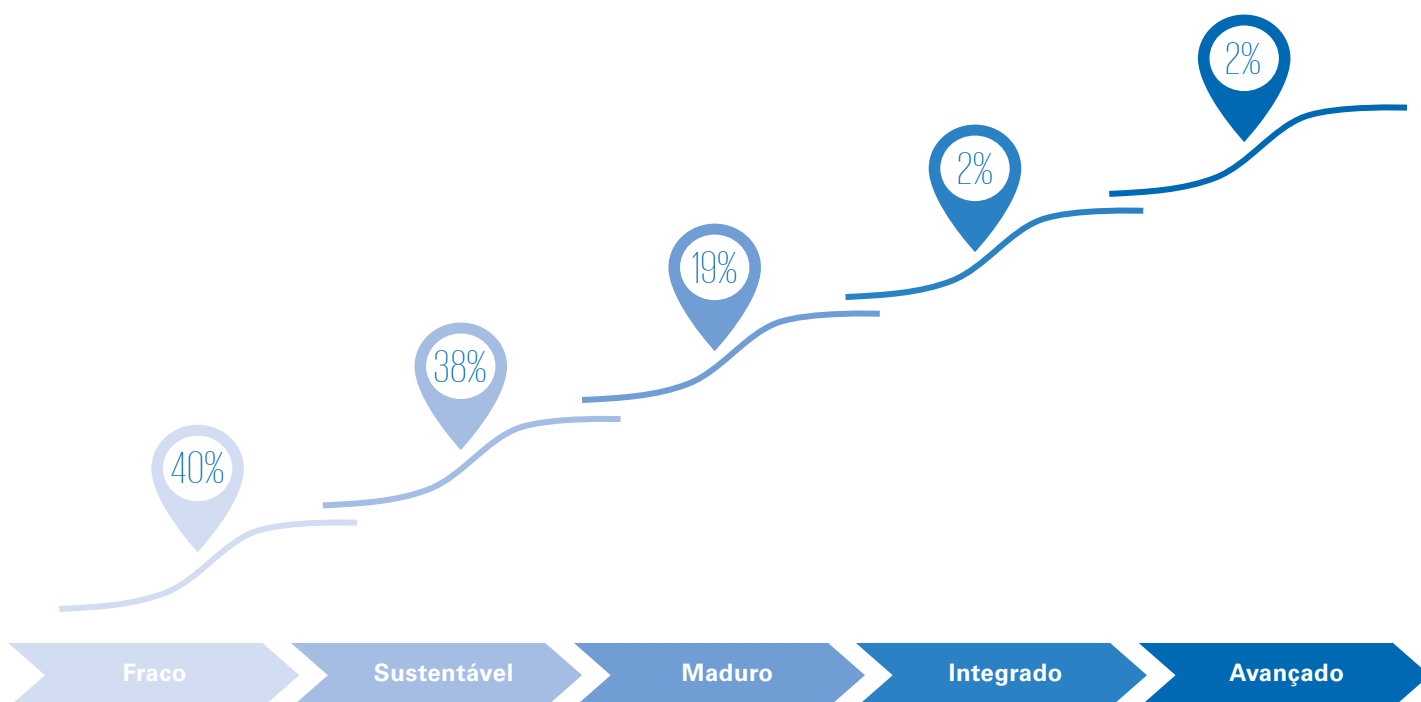 2%
2%
19%
38%
40%
Fraco
Sustentável
Maduro
Integrado
Avançado